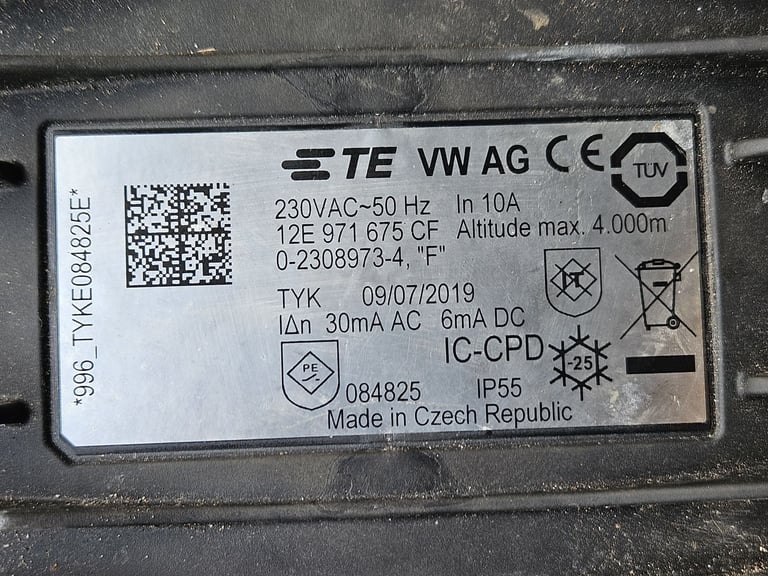 TE VW AG CE TÜV
230VAC~50 Hz In 10A
12E 971 675 CF Altitude max. 4.000m
0-2308973-4, "F"
TYK 09/07/2019
IΔn 30mA AC 6mA DC
IC-CPD -25
PE
084825 IP55
Made in Czech Republic
*996_TYKE084825E*